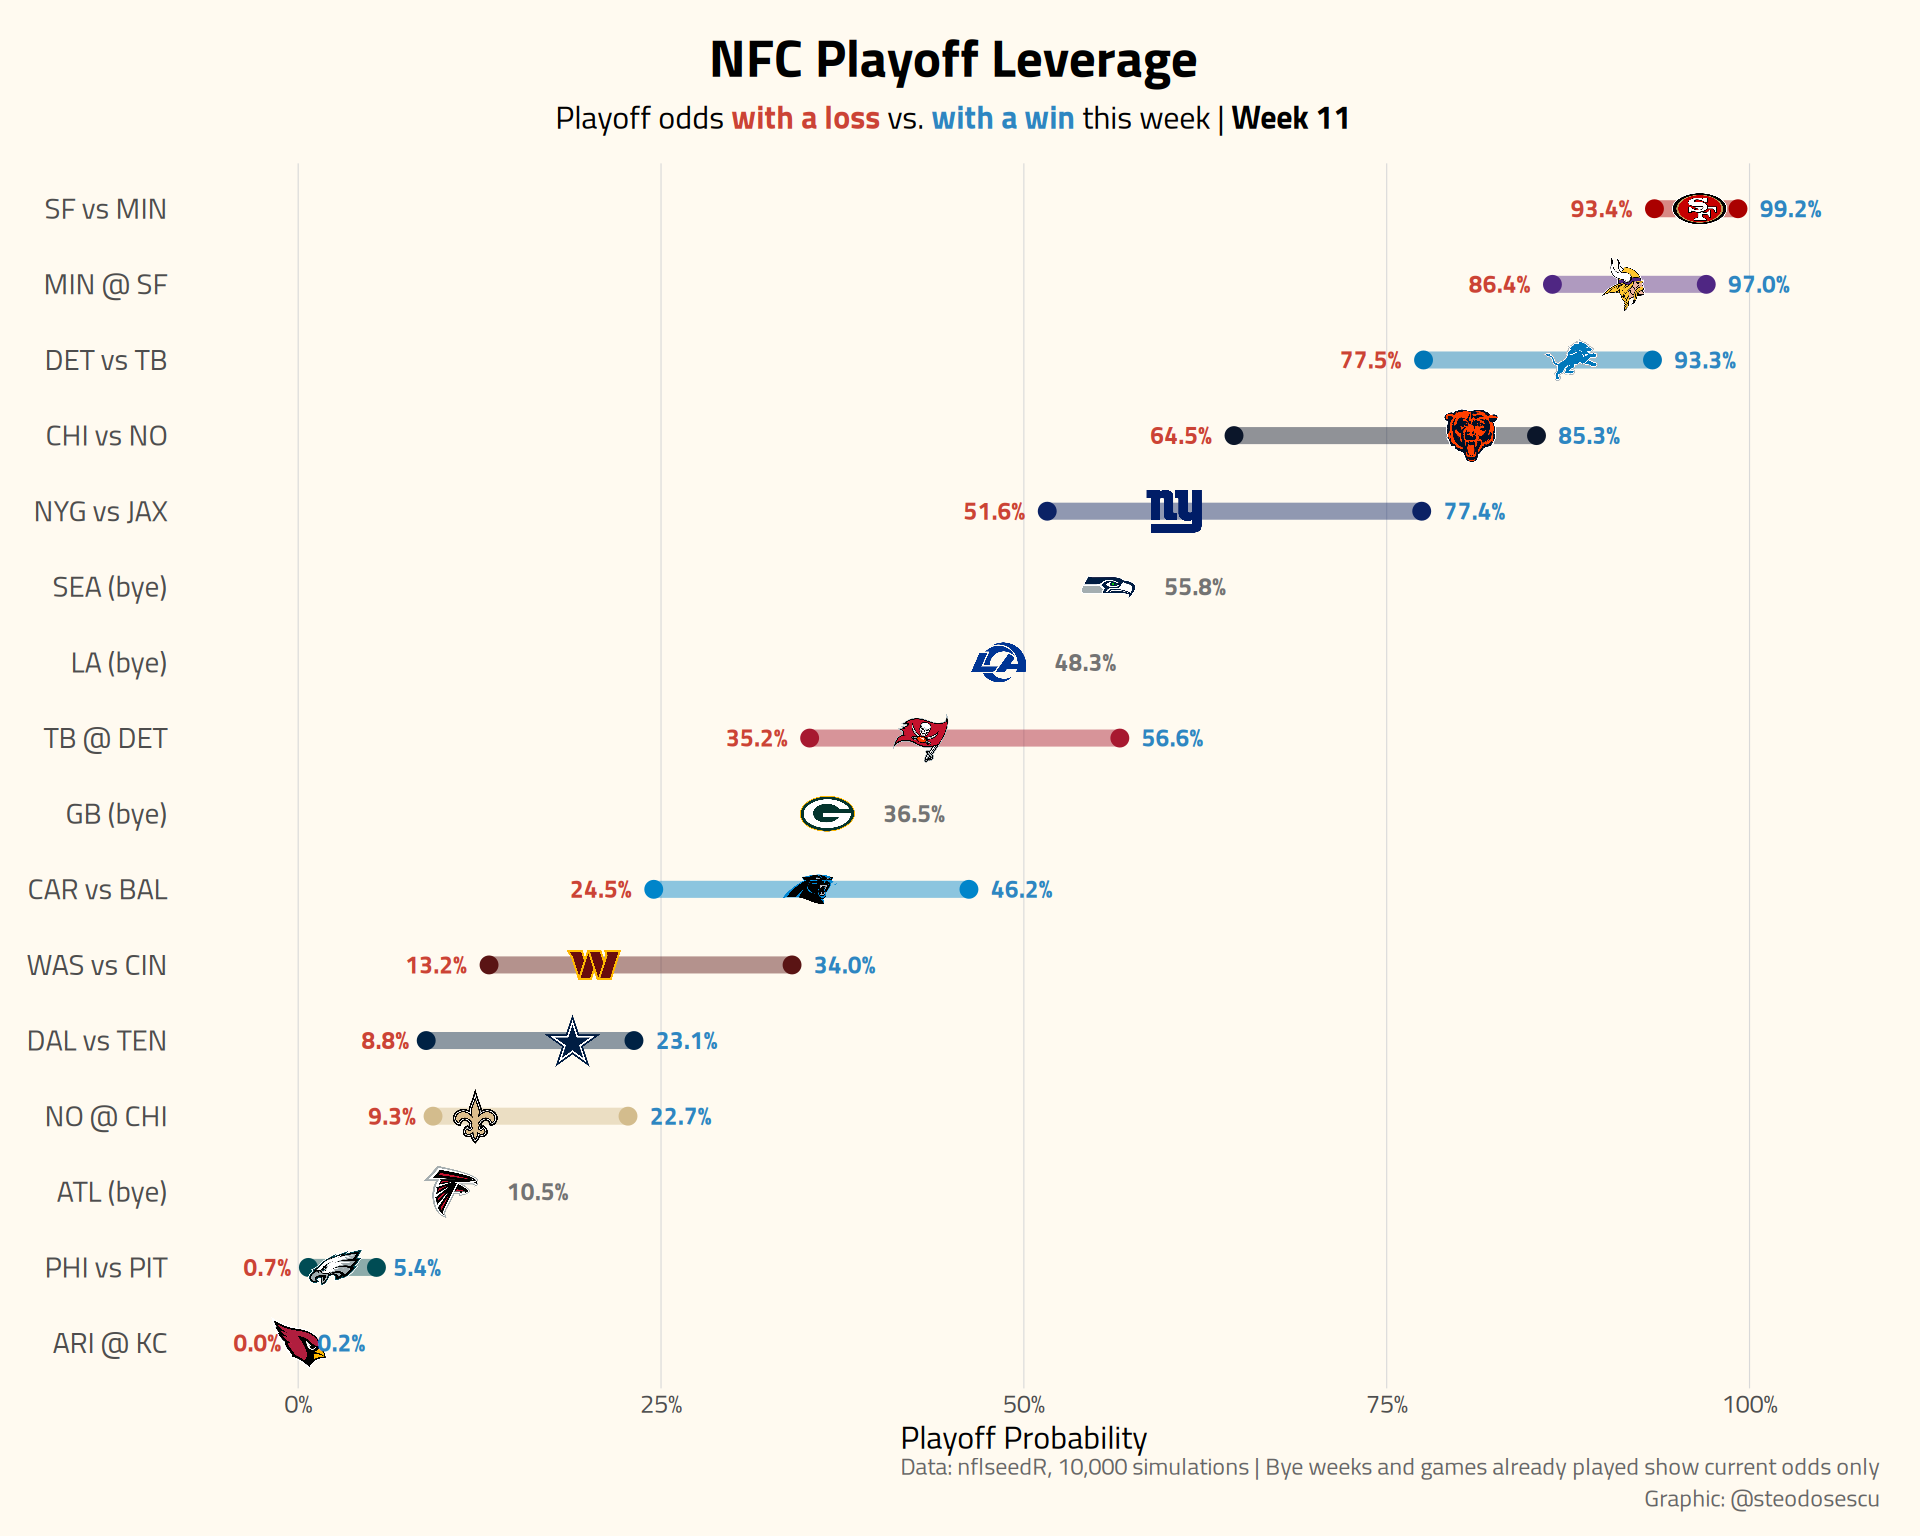 NFC Playoff Leverage
Playoff odds with a loss vs. with a win this week | Week 11
SF vs MIN 93.4% SF 99.2%
MIN @ SF 86.4% 97.0%
DET vs TB 77.5% 93.3%
CHI vs NO 64.5% 85.3%
NYG vs JAX 51.6% ny 77.4%
SEA (bye) 55.8%
LA (bye) LA 48.3%
TB @ DET 35.2% 56.6%
GB (bye) G 36.5%
CAR vs BAL 24.5% 46.2%
WAS vs CIN 13.2% W 34.0%
DAL vs TEN 8.8% 23.1%
NO @ CHI 9.3% 22.7%
ATL (bye) 10.5%
PHI vs PIT 0.7% 5.4%
ARI @ KC 0.0% 0.2%
0% 25% 50% 75% 100%
Playoff Probability
Data: nflseedR, 10,000 simulations | Bye weeks and games already played show current odds only
Graphic: @steodosescu